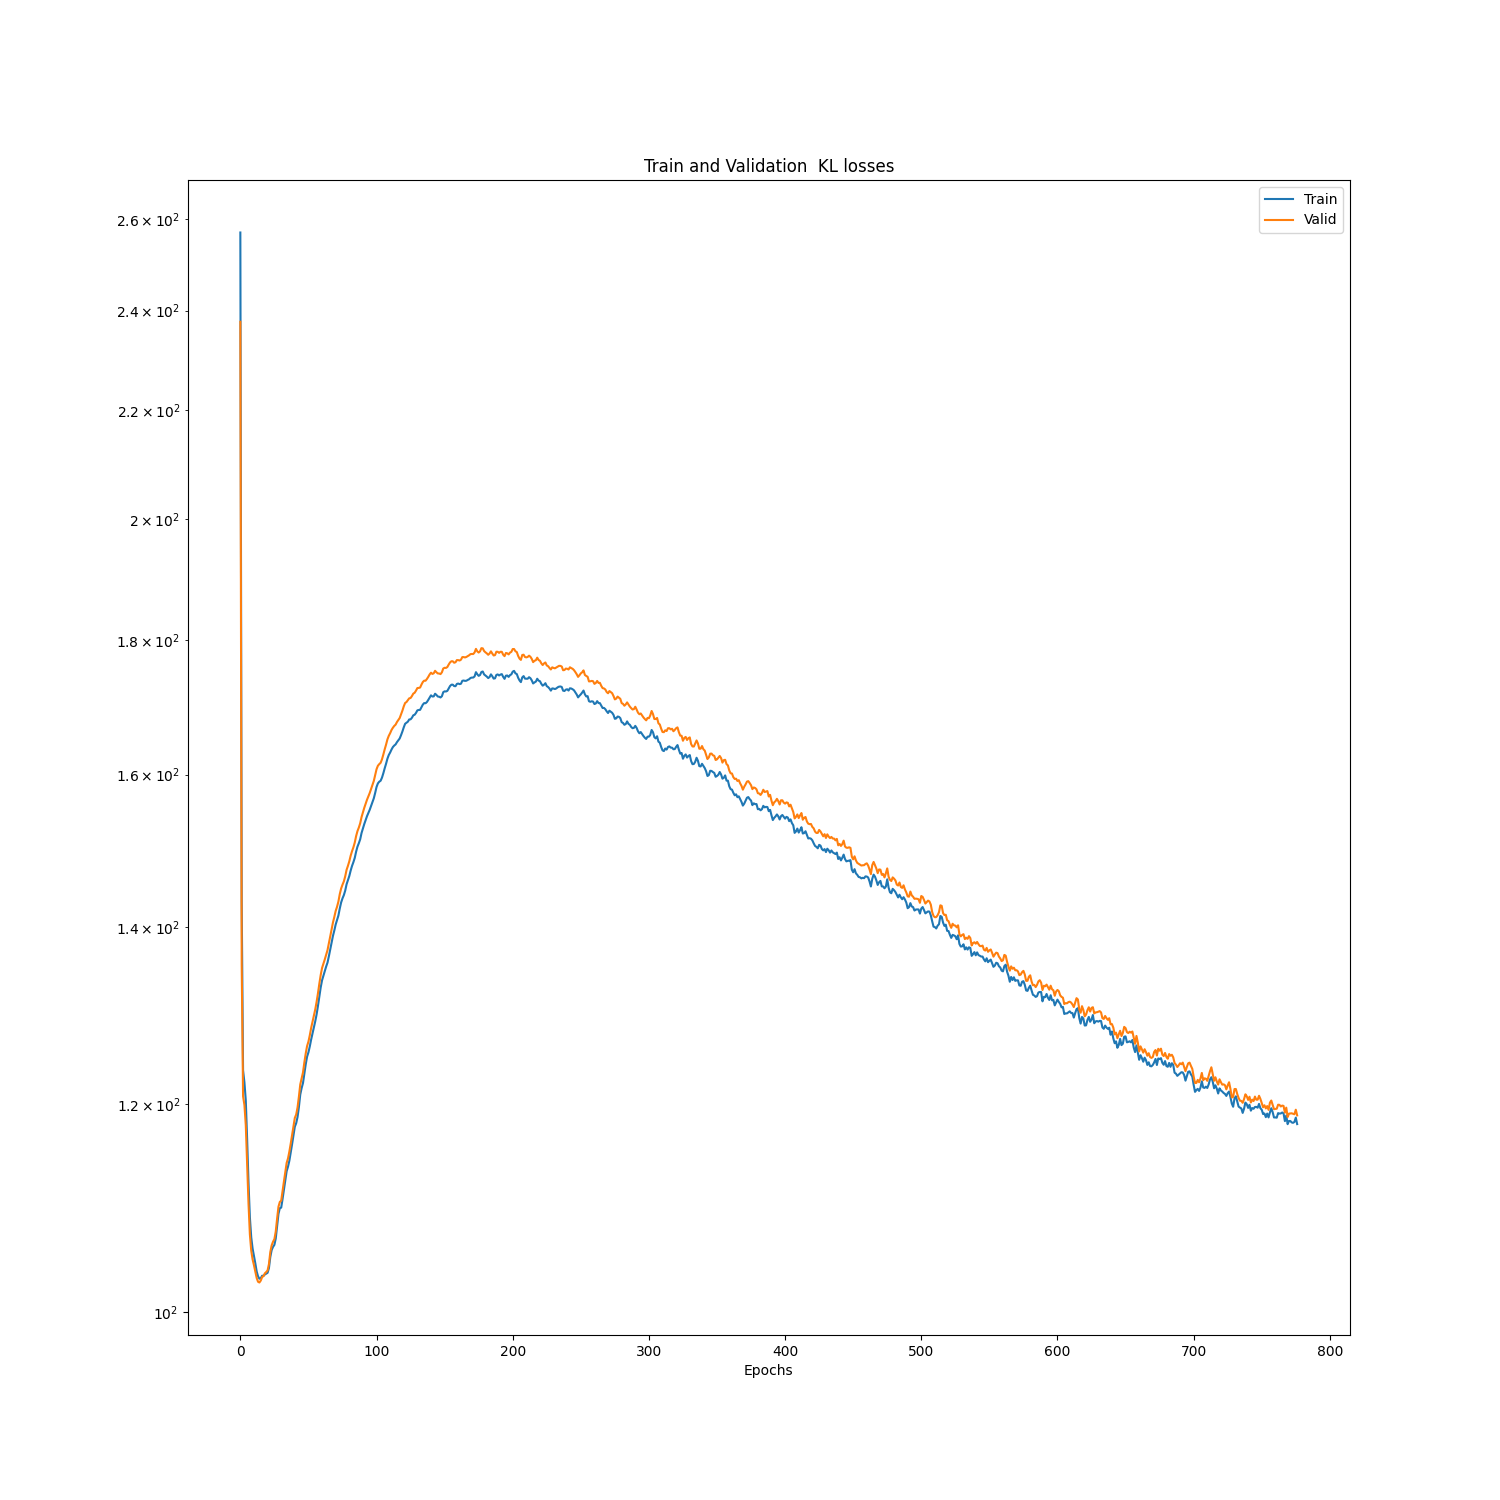 Train and Validation  KL losses
Train
Valid
2.6 × 10²
2.4 × 10²
2.2 × 10²
2 × 10²
1.8 × 10²
1.6 × 10²
1.4 × 10²
1.2 × 10²
10²
0 100 200 300 400 500 600 700 800
Epochs